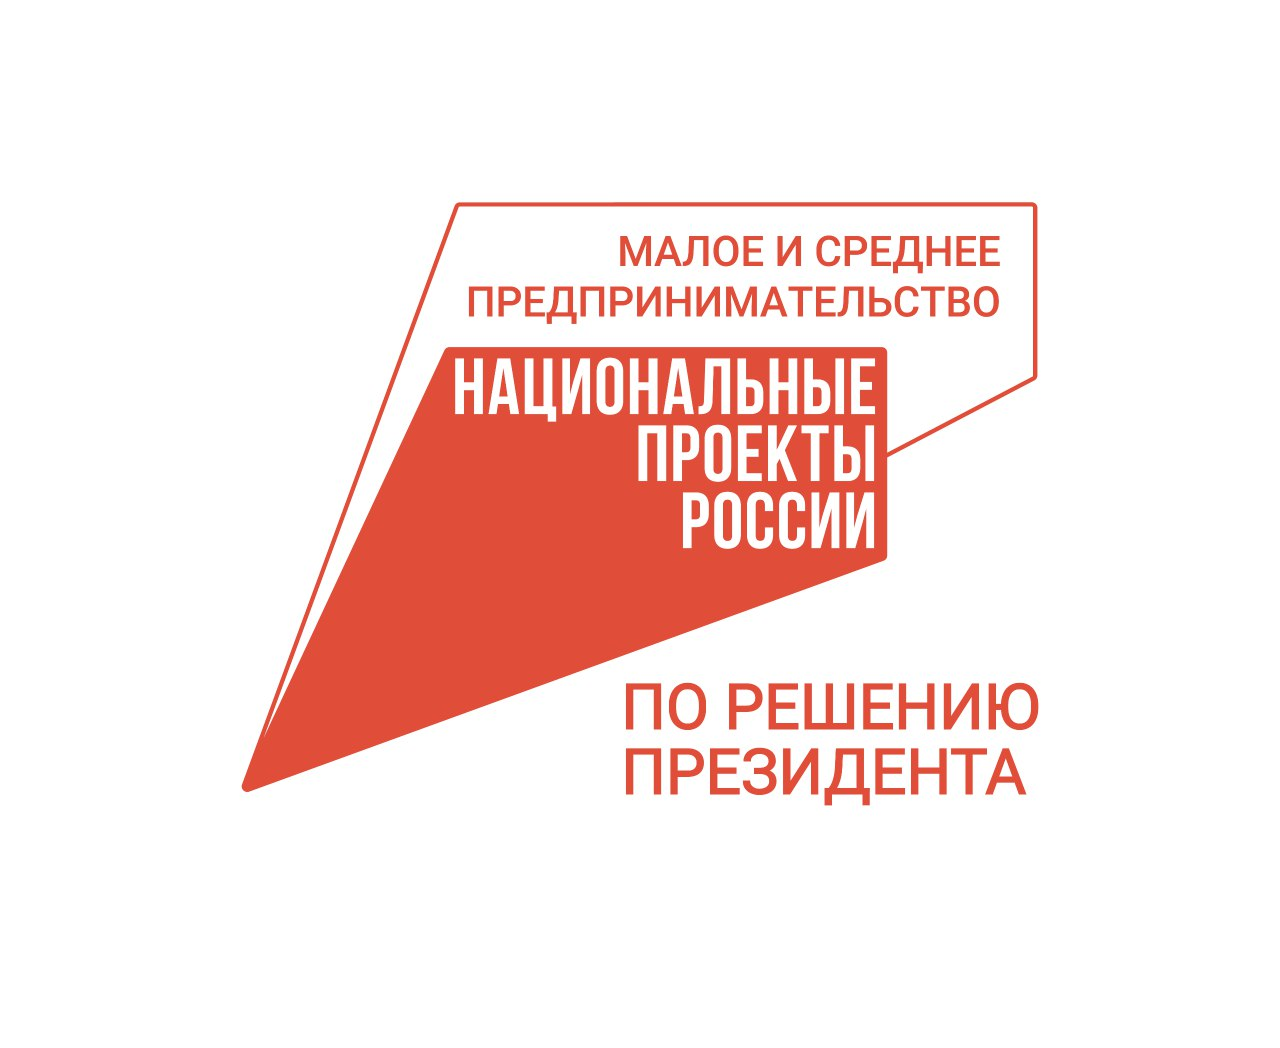 МАЛОЕ И СРЕДНЕЕ
ПРЕДПРИНИМАТЕЛЬСТВО
НАЦИОНАЛЬНЫЕ
ПРОЕКТЫ
РОССИИ
ПО РЕШЕНИЮ
ПРЕЗИДЕНТА